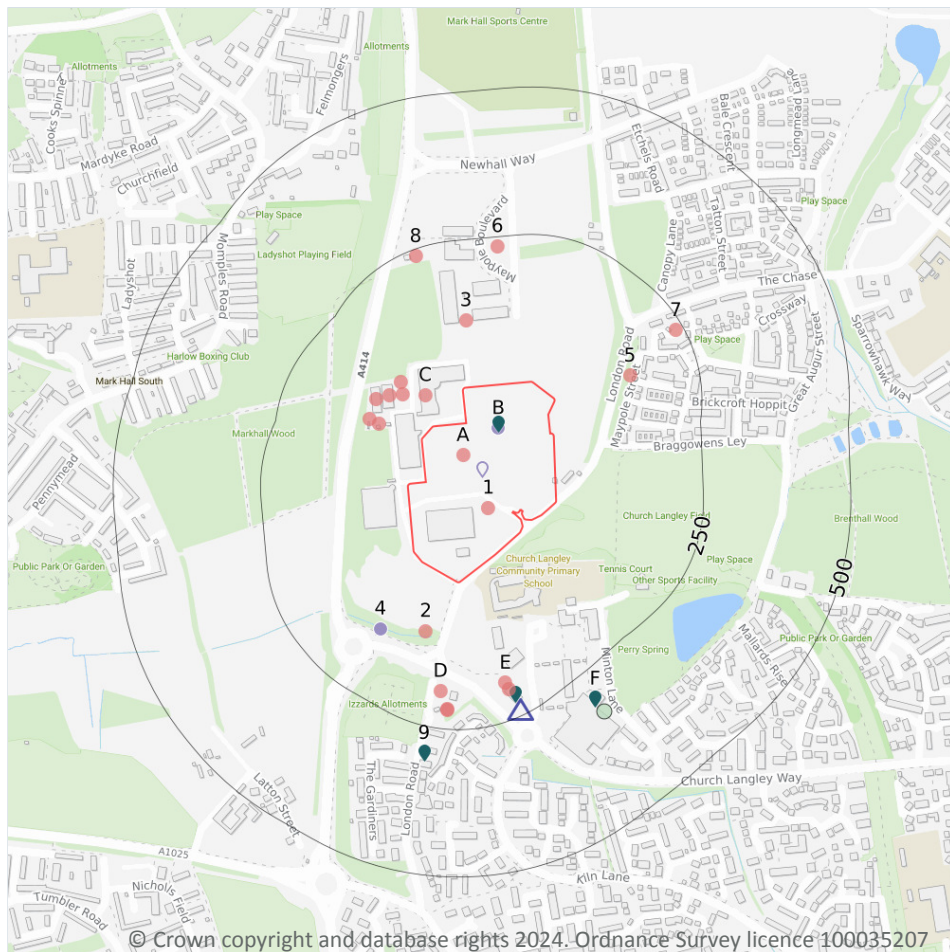 Mark Hall Sports Centre
Allotments
Allotments
Cooks Spinney
Felmongers
Mardyke Road
Churchfield
Newhall Way
Etchels Road
Bale Crescent
Longmead Lane
Play Space
Tatton Street
Play Space
Ladyshot Playing Field
Momples Road
Ladyshot
8
6
Maypole Boulevard
Canopy Lane
The Chase
3
7
Crossway
Play Space
Sparrowhawk Way
Harlow Boxing Club
Mark Hall South
A414
C
5
London Road
Maypole Street
Great Augur Street
Brickcroft Hoppit
B
Braggowens Ley
Markhall Wood
A
Pennymead
1
Church Langley Field
Brenthall Wood
250
Public Park Or Garden
Church Langley
Community Primary
School
Tennis Court
Play Space
Other Sports Facility
500
4
2
Mallards Rise
Public Park Or Garden
Perry Spring
Minton Lane
E
D
F
Izzards Allotments
9
The Gardiners
London Road
Latton Street
Church Langley Way
A1025
Kiln Lane
Nicholls Field
Tumbler Road
© Crown copyright and database rights 2024. Ordnance Survey licence 100035207